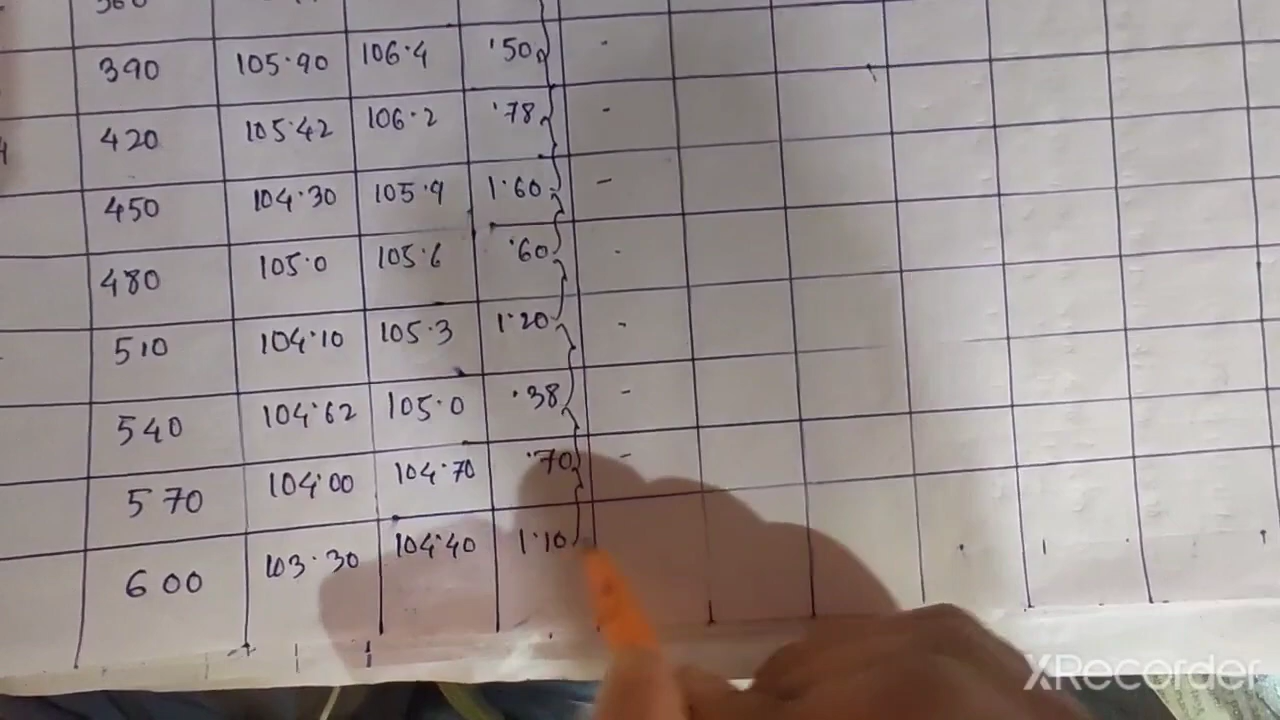 390 105.90 106.4 .50 -
420 105.42 106.2 .78 -
450 104.30 105.9 1.60 -
480 105.0 105.6 .60 -
510 104.10 105.3 1.20 -
540 104.62 105.0 .38 -
570 104.00 104.70 .70 -
600 103.30 104.40 1.10
XRecorder